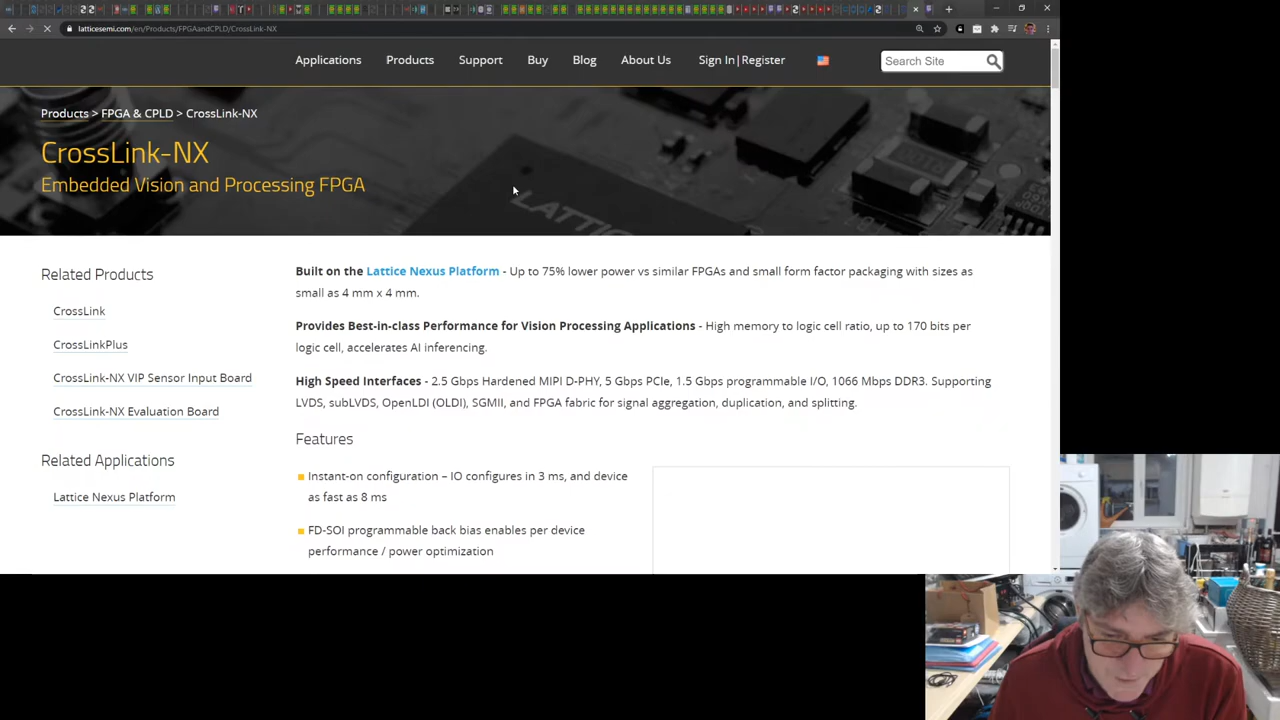 latticesemi.com/en/Products/FPGAandCPLD/CrossLink-NX
Applications Products Support Buy Blog About Us Sign In|Register Search Site
Products > FPGA & CPLD > CrossLink-NX
CrossLink-NX
Embedded Vision and Processing FPGA
LATTICE
Related Products
CrossLink
CrossLinkPlus
CrossLink-NX VIP Sensor Input Board
CrossLink-NX Evaluation Board
Related Applications
Lattice Nexus Platform
Built on the Lattice Nexus Platform - Up to 75% lower power vs similar FPGAs and small form factor packaging with sizes as
small as 4 mm x 4 mm.
Provides Best-in-class Performance for Vision Processing Applications - High memory to logic cell ratio, up to 170 bits per
logic cell, accelerates AI inferencing.
High Speed Interfaces - 2.5 Gbps Hardened MIPI D-PHY, 5 Gbps PCIe, 1.5 Gbps programmable I/O, 1066 Mbps DDR3. Supporting
LVDS, subLVDS, OpenLDI (OLDI), SGMII, and FPGA fabric for signal aggregation, duplication, and splitting.
Features
Instant-on configuration – IO configures in 3 ms, and device
as fast as 8 ms
FD-SOI programmable back bias enables per device
performance / power optimization